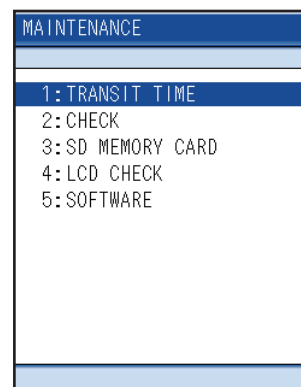 MAINTENANCE
1:TRANSIT TIME
2:CHECK
3:SD MEMORY CARD
4:LCD CHECK
5:SOFTWARE